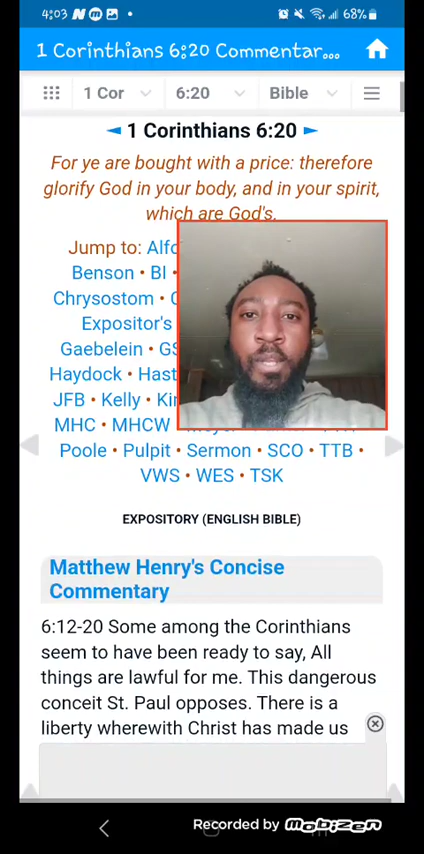 4:03 68%
1 Corinthians 6:20 Commentar...
1 Cor 6:20 Bible
1 Corinthians 6:20
For ye are bought with a price: therefore
glorify God in your body, and in your spirit,
which are God's.
Jump to:
Benson • BI •
Chrysostom •
Expositor's
Gaebelein •
Haydock •
JFB • Kelly •
MHC • MHCW •
Poole • Pulpit • Sermon • SCO • TTB •
VWS • WES • TSK
EXPOSITORY (ENGLISH BIBLE)
Matthew Henry's Concise
Commentary
6:12-20 Some among the Corinthians
seem to have been ready to say, All
things are lawful for me. This dangerous
conceit St. Paul opposes. There is a
liberty wherewith Christ has made us
Recorded by mobizen